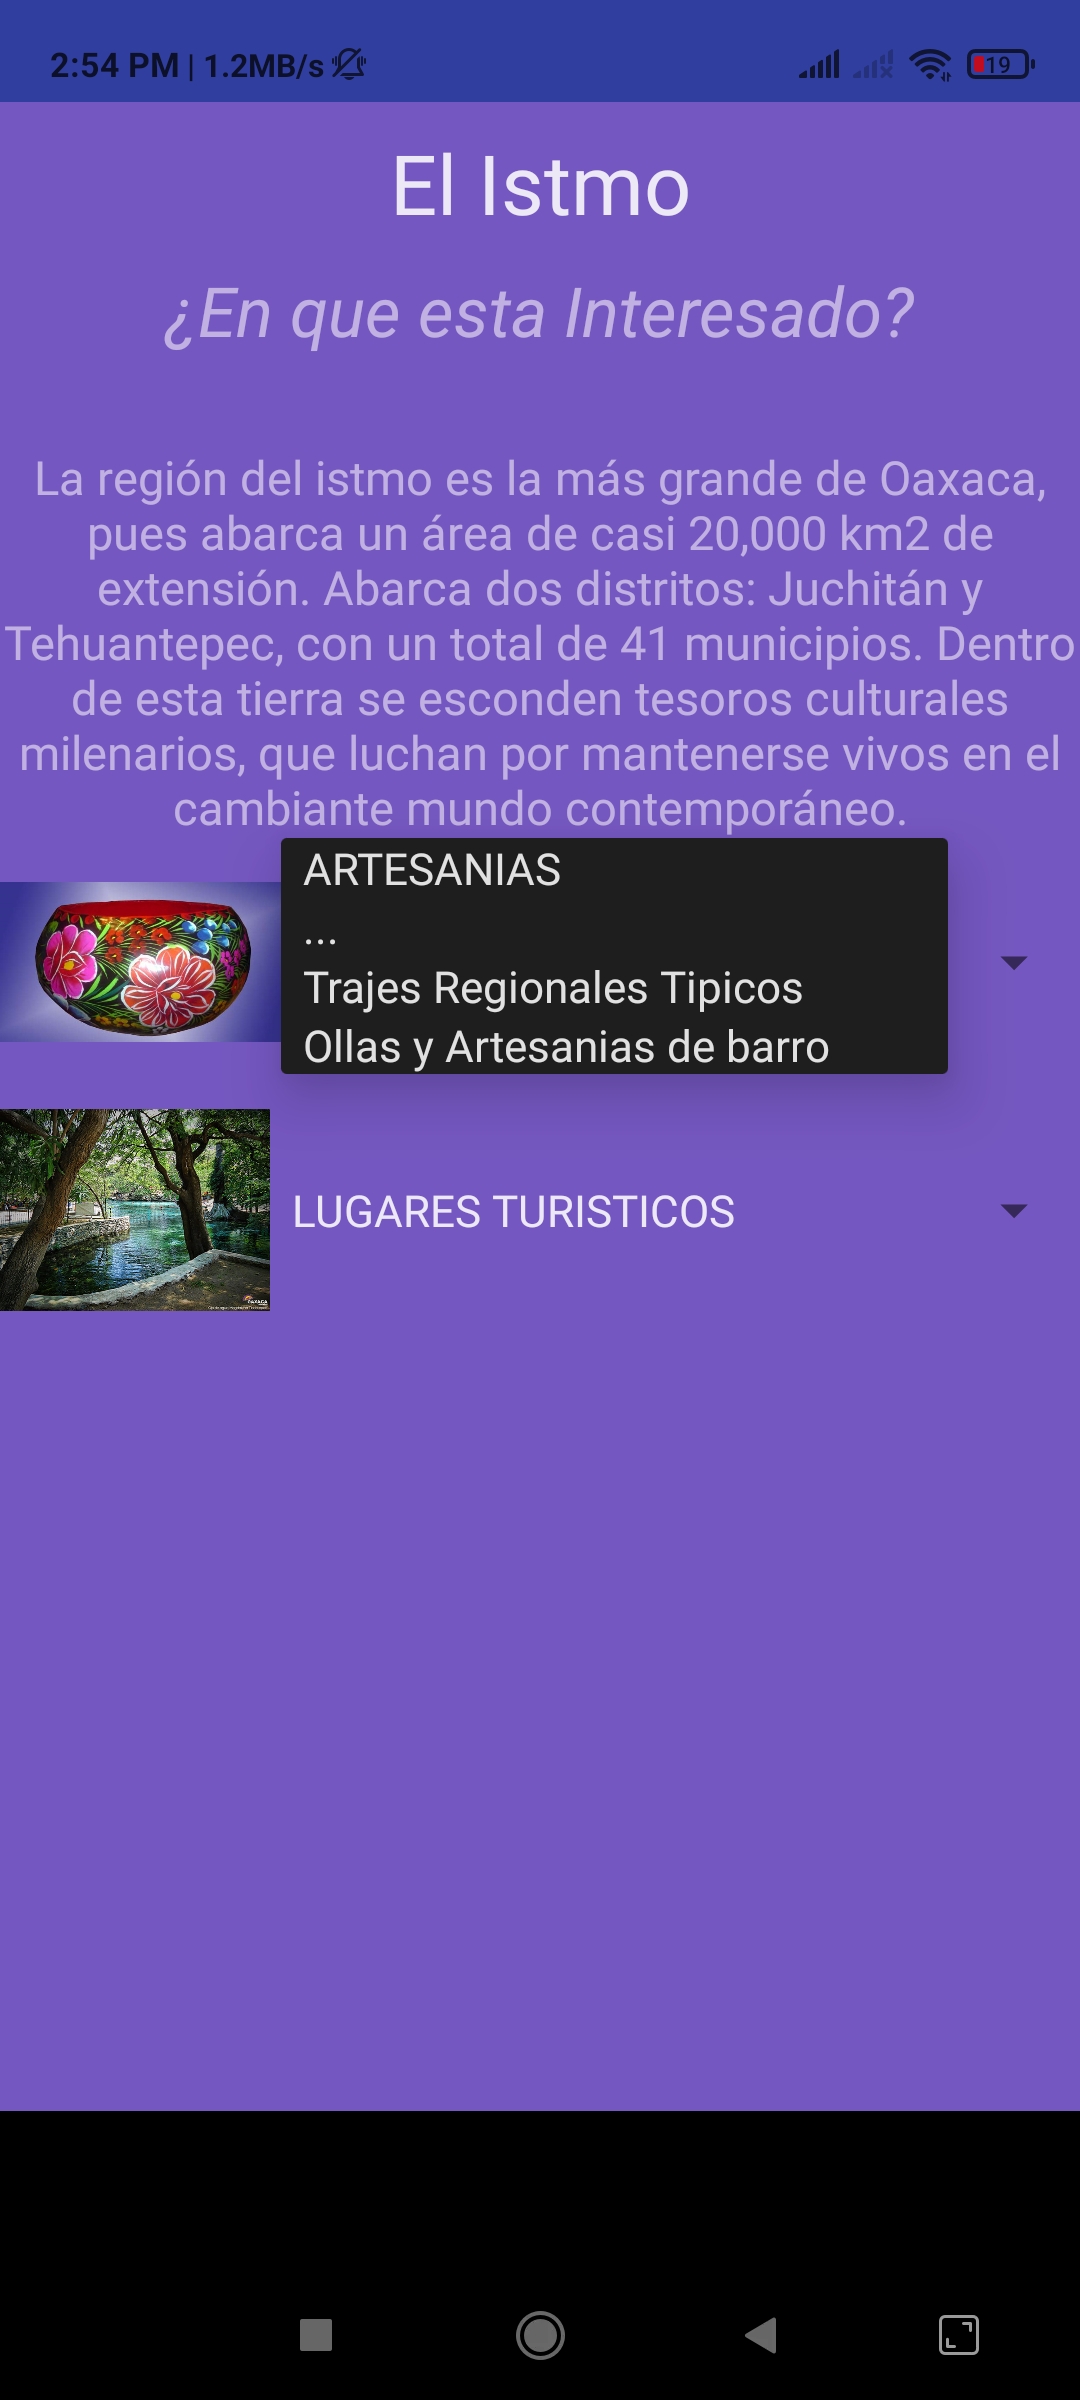 2:54 PM | 1.2MB/s
19
El Istmo
¿En que esta Interesado?
La región del istmo es la más grande de Oaxaca,
pues abarca un área de casi 20,000 km2 de
extensión. Abarca dos distritos: Juchitán y
Tehuantepec, con un total de 41 municipios. Dentro
de esta tierra se esconden tesoros culturales
milenarios, que luchan por mantenerse vivos en el
cambiante mundo contemporáneo.
ARTESANIAS
...
Trajes Regionales Tipicos
Ollas y Artesanias de barro
OAXACA
LUGARES TURISTICOS